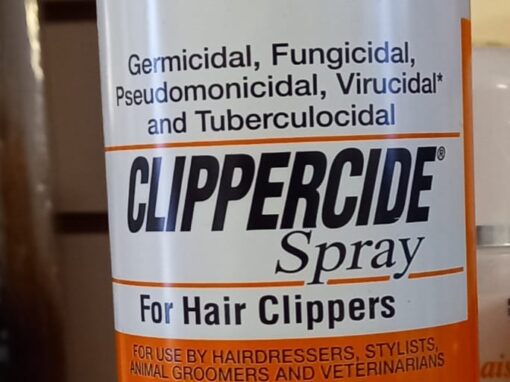 Germicidal, Fungicidal,
Pseudomonicidal, Virucidal*
and Tuberculocidal
CLIPPERCIDE®
Spray
For Hair Clippers
FOR USE BY HAIRDRESSERS, STYLISTS,
ANIMAL GROOMERS AND VETERINARIANS